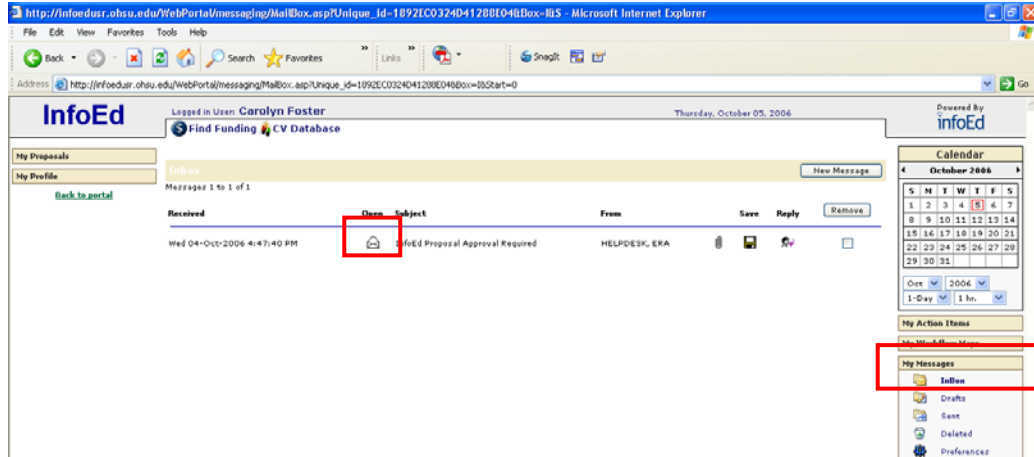 http://infoedusr.ohsu.edu/WebPortal/messaging/MailBox.asp?Unique_id=1892EC0324D41288E04&Box=I&S - Microsoft Internet Explorer
File Edit View Favorites Tools Help
Back Search Favorites Links SnagIt
Address http://infoedusr.ohsu.edu/WebPortal/messaging/MailBox.asp?Unique_id=1892EC0324D41288E04&Box=I&Start=0 Go
InfoEd
Logged in User: Carolyn Foster
Thursday, October 05, 2006
Find Funding CV Database
Powered By
infoEd
My Proposals
My Profile
Back to portal
InBox
New Message
Messages 1 to 1 of 1
Received Open Subject From Save Reply Remove
Wed 04-Oct-2006 4:47:40 PM InfoEd Proposal Approval Required HELPDESK, ERA
Calendar
October 2006
S M T W T F S
1 2 3 4 5 6 7
8 9 10 11 12 13 14
15 16 17 18 19 20 21
22 23 24 25 26 27 28
29 30 31
Oct 2006
1-Day 1 hr.
My Action Items
My Workflow Maps
My Messages
InBox
Drafts
Sent
Deleted
Preferences